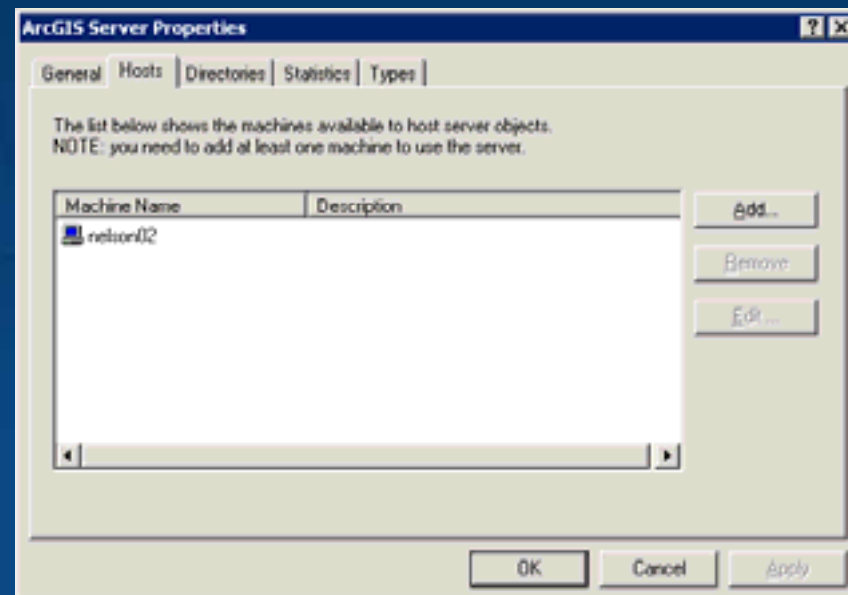 ArcGIS Server Properties
General Hosts Directories Statistics Types
The list below shows the machines available to host server objects.
NOTE: you need to add at least one machine to use the server.
Machine Name Description Add...
nelson02
Remove
Edit...
OK Cancel Apply